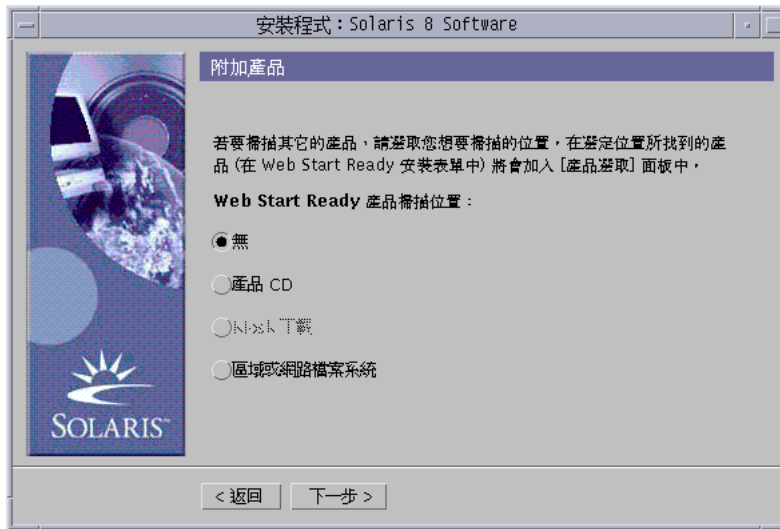 安裝程式：Solaris 8 Software
附加產品
若要掃描其它的產品，請選取您想要掃描的位置，在選定位置所找到的產
品 (在 Web Start Ready 安裝表單中) 將會加入 [產品選取] 面板中，
Web Start Ready 產品掃描位置：
無
產品 CD
Kiosk 下載
區域或網路檔案系統
SOLARIS™
< 返回
下一步 >